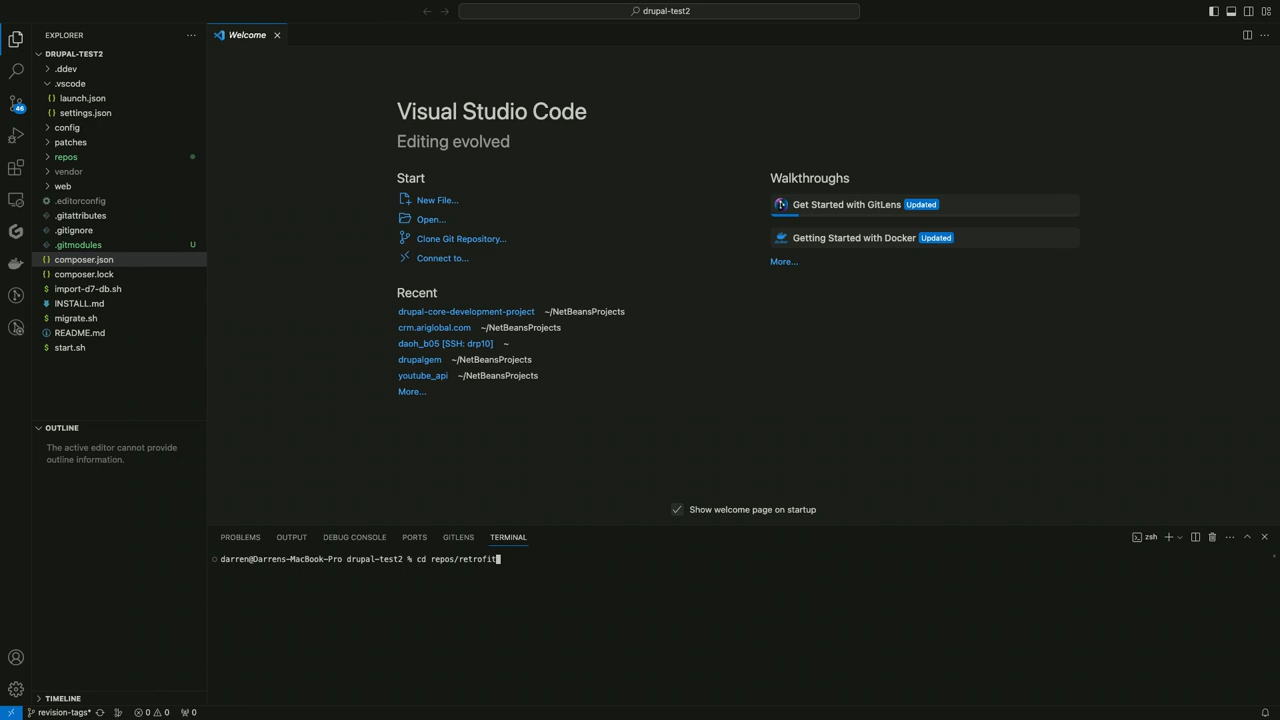 drupal-test2
EXPLORER
Welcome
DRUPAL-TEST2
.ddev
.vscode
launch.json
settings.json
config
patches
repos
vendor
web
.editorconfig
.gitattributes
.gitignore
.gitmodules U
composer.json
composer.lock
import-d7-db.sh
INSTALL.md
migrate.sh
README.md
start.sh
46
OUTLINE
The active editor cannot provide
outline information.
TIMELINE
Visual Studio Code
Editing evolved
Start
New File...
Open...
Clone Git Repository...
Connect to...
Recent
drupal-core-development-project ~/NetBeansProjects
crm.ariglobal.com ~/NetBeansProjects
daoh_b05 [SSH: drp10] ~
drupalgem ~/NetBeansProjects
youtube_api ~/NetBeansProjects
More...
Walkthroughs
Get Started with GitLens Updated
Getting Started with Docker Updated
More...
Show welcome page on startup
PROBLEMS OUTPUT DEBUG CONSOLE PORTS GITLENS TERMINAL
zsh
darren@Darrens-MacBook-Pro drupal-test2 % cd repos/retrofit
revision-tags* 0 0 0